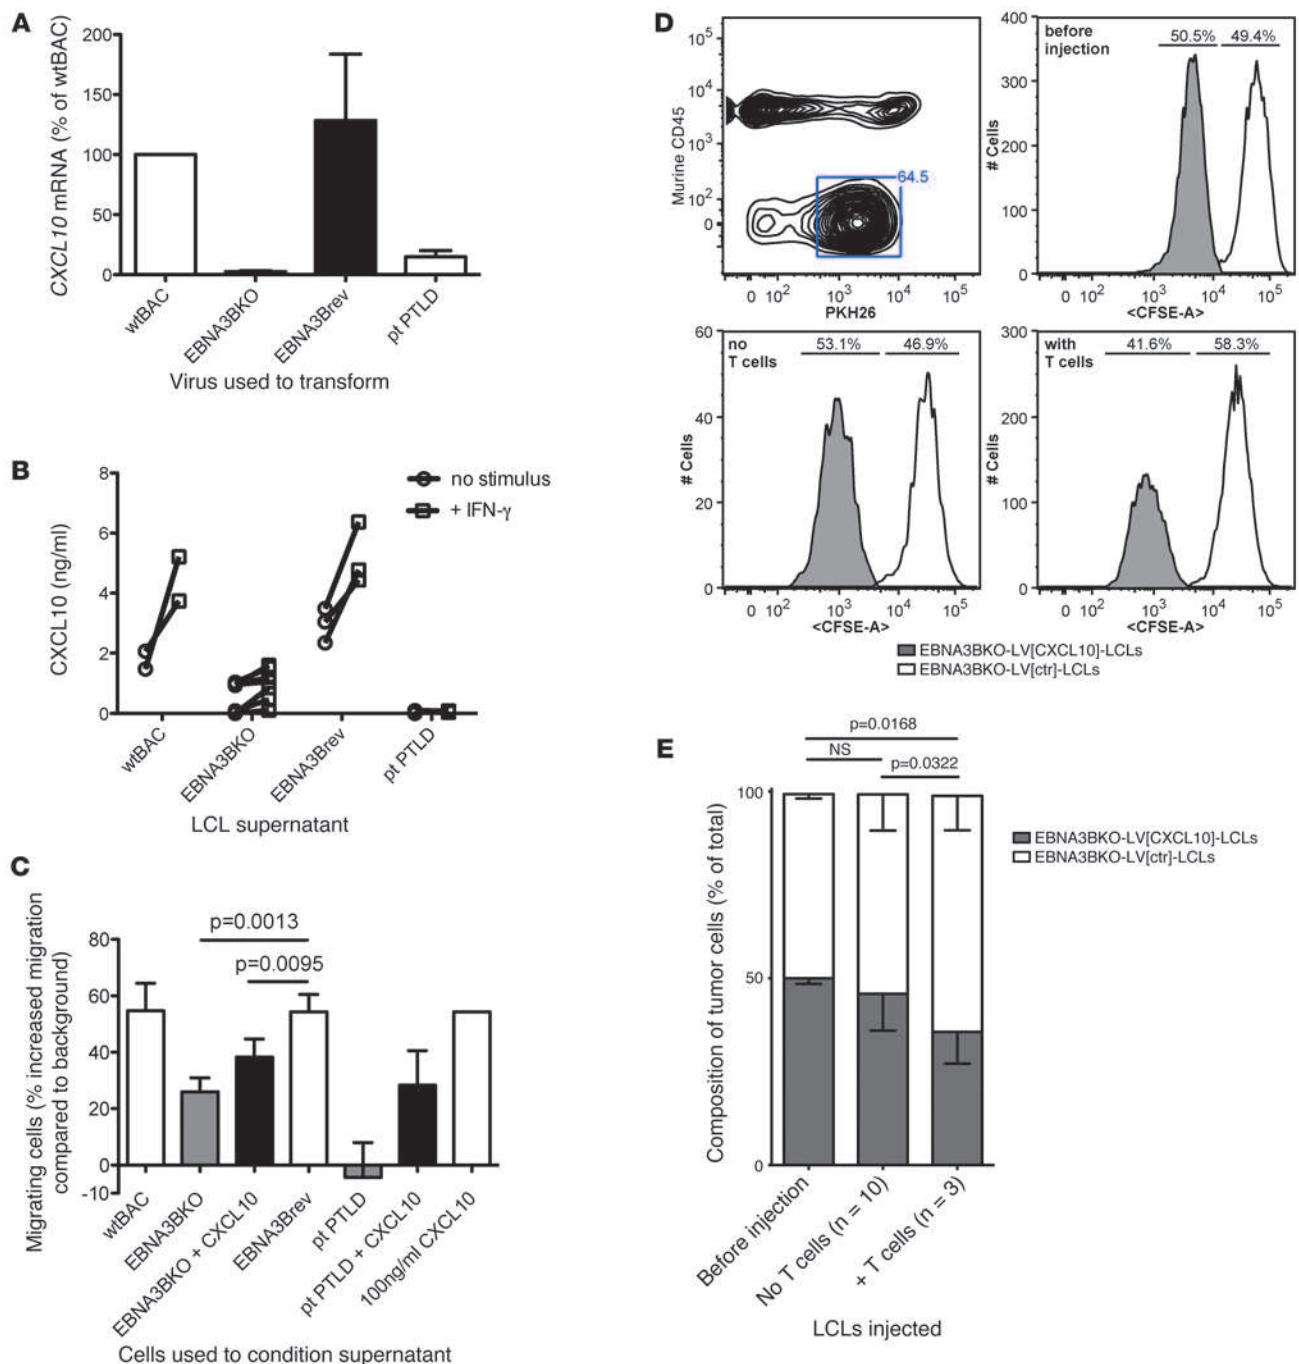 A
CXCL10 mRNA (% of wtBAC)
200
150
100
50
0
wtBAC
EBNA3BKO
EBNA3Brev
pt PTLD
Virus used to transform
B
CXCL10 (ng/ml)
8
6
4
2
0
no stimulus
+ IFN-γ
wtBAC
EBNA3BKO
EBNA3Brev
pt PTLD
LCL supernatant
C
Migrating cells (% increased migration
compared to background)
80
60
40
20
0
-10
p=0.0013
p=0.0095
wtBAC
EBNA3BKO
EBNA3BKO + CXCL10
EBNA3Brev
pt PTLD
pt PTLD + CXCL10
100ng/ml CXCL10
Cells used to condition supernatant
D
Murine CD45
10^5
10^4
10^3
10^2
0
64.5
0 10^2 10^3 10^4 10^5
PKH26
before
injection
50.5% 49.4%
# Cells
400
300
200
100
0
0 10^2 10^3 10^4 10^5
<CFSE-A>
no
T cells
53.1% 46.9%
# Cells
60
40
20
0
0 10^2 10^3 10^4 10^5
<CFSE-A>
with
T cells
41.6% 58.3%
# Cells
300
200
100
0
0 10^2 10^3 10^4 10^5
<CFSE-A>
EBNA3BKO-LV[CXCL10]-LCLs
EBNA3BKO-LV[ctr]-LCLs
E
p=0.0168
NS
p=0.0322
Composition of tumor cells (% of total)
100
50
0
EBNA3BKO-LV[CXCL10]-LCLs
EBNA3BKO-LV[ctr]-LCLs
Before injection
No T cells (n = 10)
+ T cells (n = 3)
LCLs injected